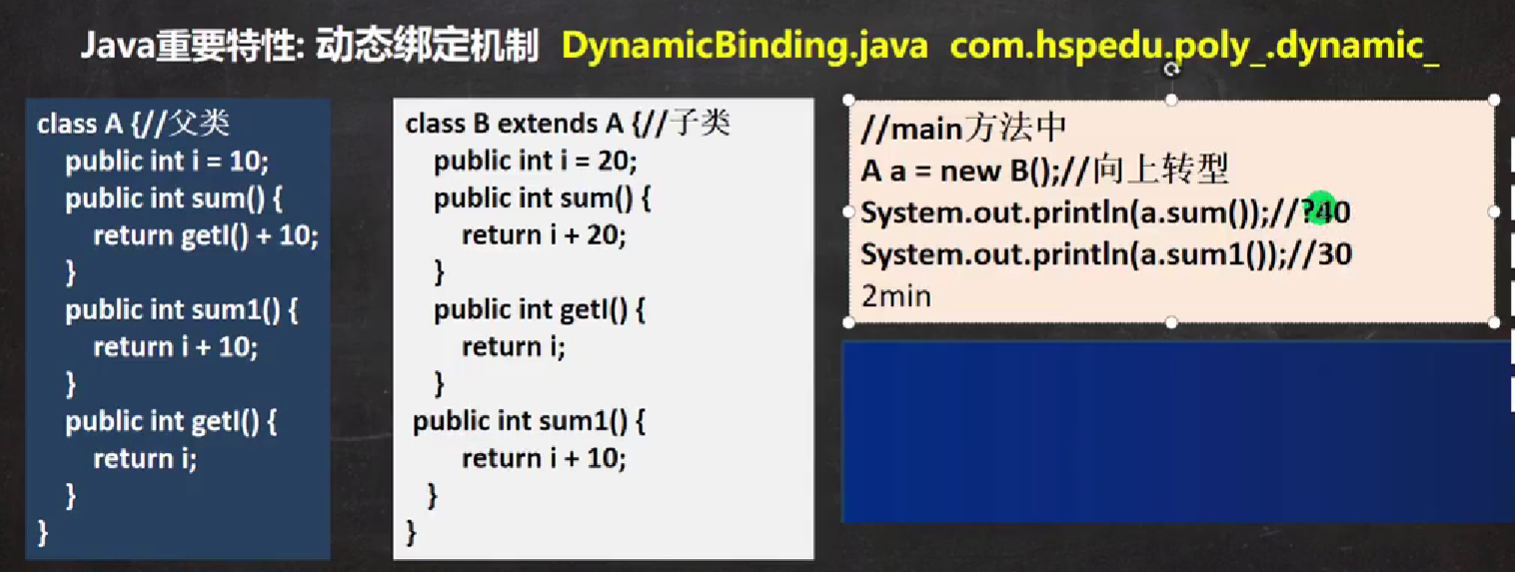 Java重要特性: 动态绑定机制 DynamicBinding.java com.hspedu.poly_.dynamic_
class A {//父类
public int i = 10;
public int sum() {
return getI() + 10;
}
public int sum1() {
return i + 10;
}
public int getI() {
return i;
}
}
class B extends A {//子类
public int i = 20;
public int sum() {
return i + 20;
}
public int getI() {
return i;
}
public int sum1() {
return i + 10;
}
}
//main方法中
A a = new B();//向上转型
System.out.println(a.sum());//?40
System.out.println(a.sum1());//30
2min